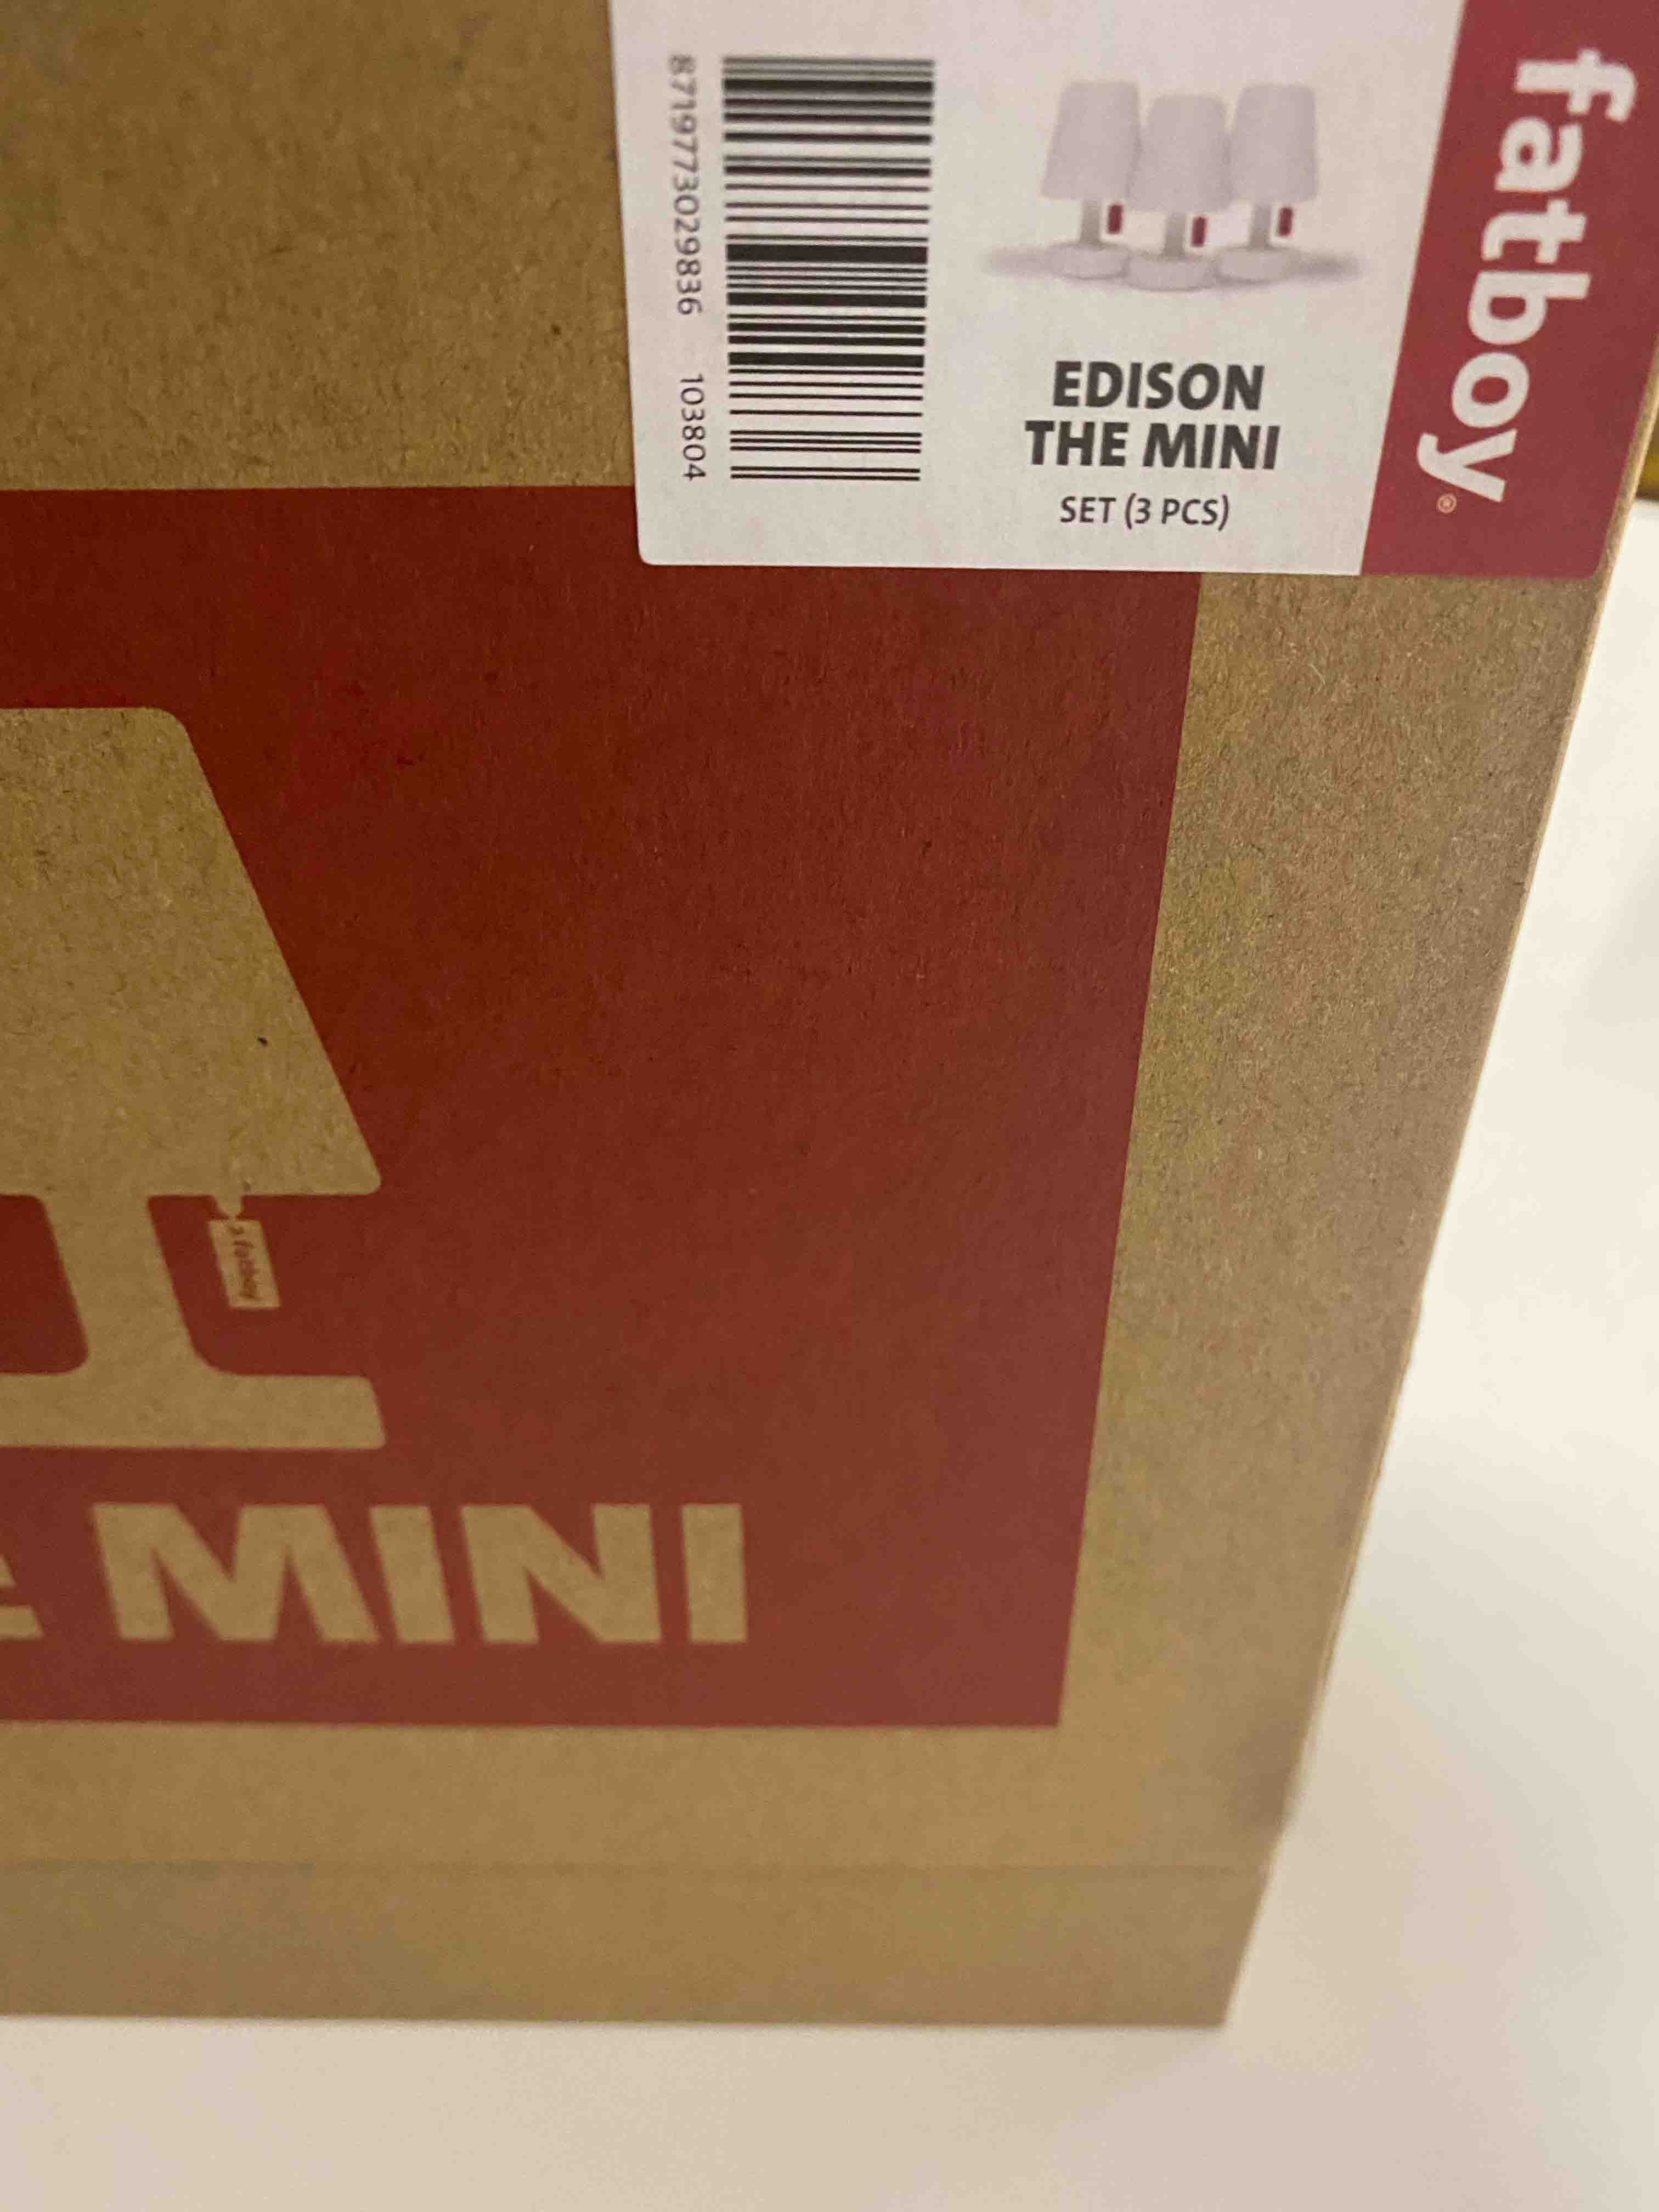 fatboy®
EDISON
THE MINI
SET (3 PCS)
8719773029836 103804
fatboy
MINI